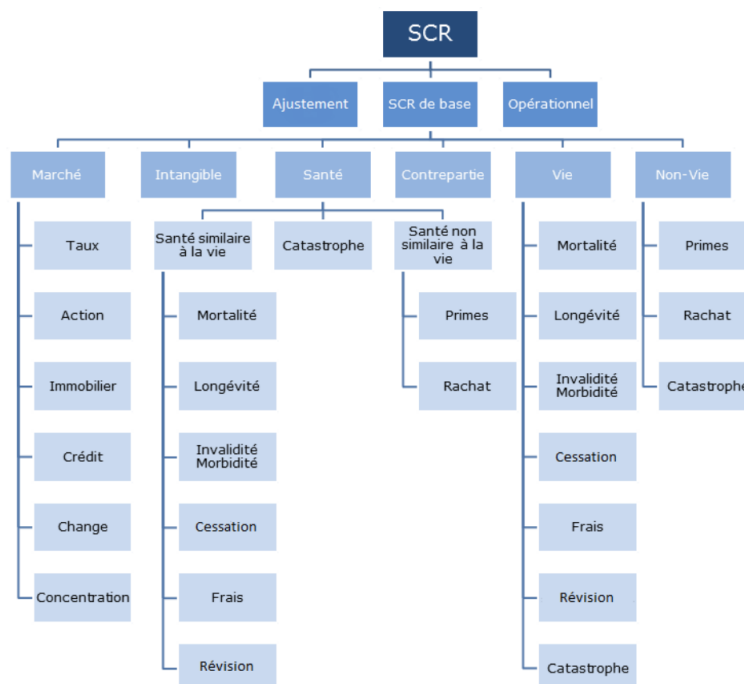 SCR
Ajustement
SCR de base
Opérationnel
Marché
Intangible
Santé
Contrepartie
Vie
Non-Vie
Taux
Action
Immobilier
Crédit
Change
Concentration
Santé similaire
à la vie
Mortalité
Longévité
Invalidité
Morbidité
Cessation
Frais
Révision
Catastrophe
Santé non
similaire à la
vie
Primes
Rachat
Mortalité
Longévité
Invalidité
Morbidité
Cessation
Frais
Révision
Catastrophe
Primes
Rachat
Catastrophe